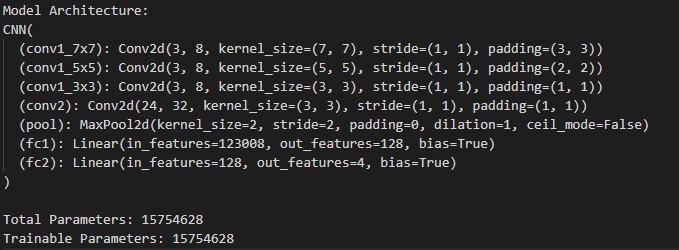 Model Architecture:
CNN(
  (conv1_7x7): Conv2d(3, 8, kernel_size=(7, 7), stride=(1, 1), padding=(3, 3))
  (conv1_5x5): Conv2d(3, 8, kernel_size=(5, 5), stride=(1, 1), padding=(2, 2))
  (conv1_3x3): Conv2d(3, 8, kernel_size=(3, 3), stride=(1, 1), padding=(1, 1))
  (conv2): Conv2d(24, 32, kernel_size=(3, 3), stride=(1, 1), padding=(1, 1))
  (pool): MaxPool2d(kernel_size=2, stride=2, padding=0, dilation=1, ceil_mode=False)
  (fc1): Linear(in_features=123008, out_features=128, bias=True)
  (fc2): Linear(in_features=128, out_features=4, bias=True)
)
Total Parameters: 15754628
Trainable Parameters: 15754628